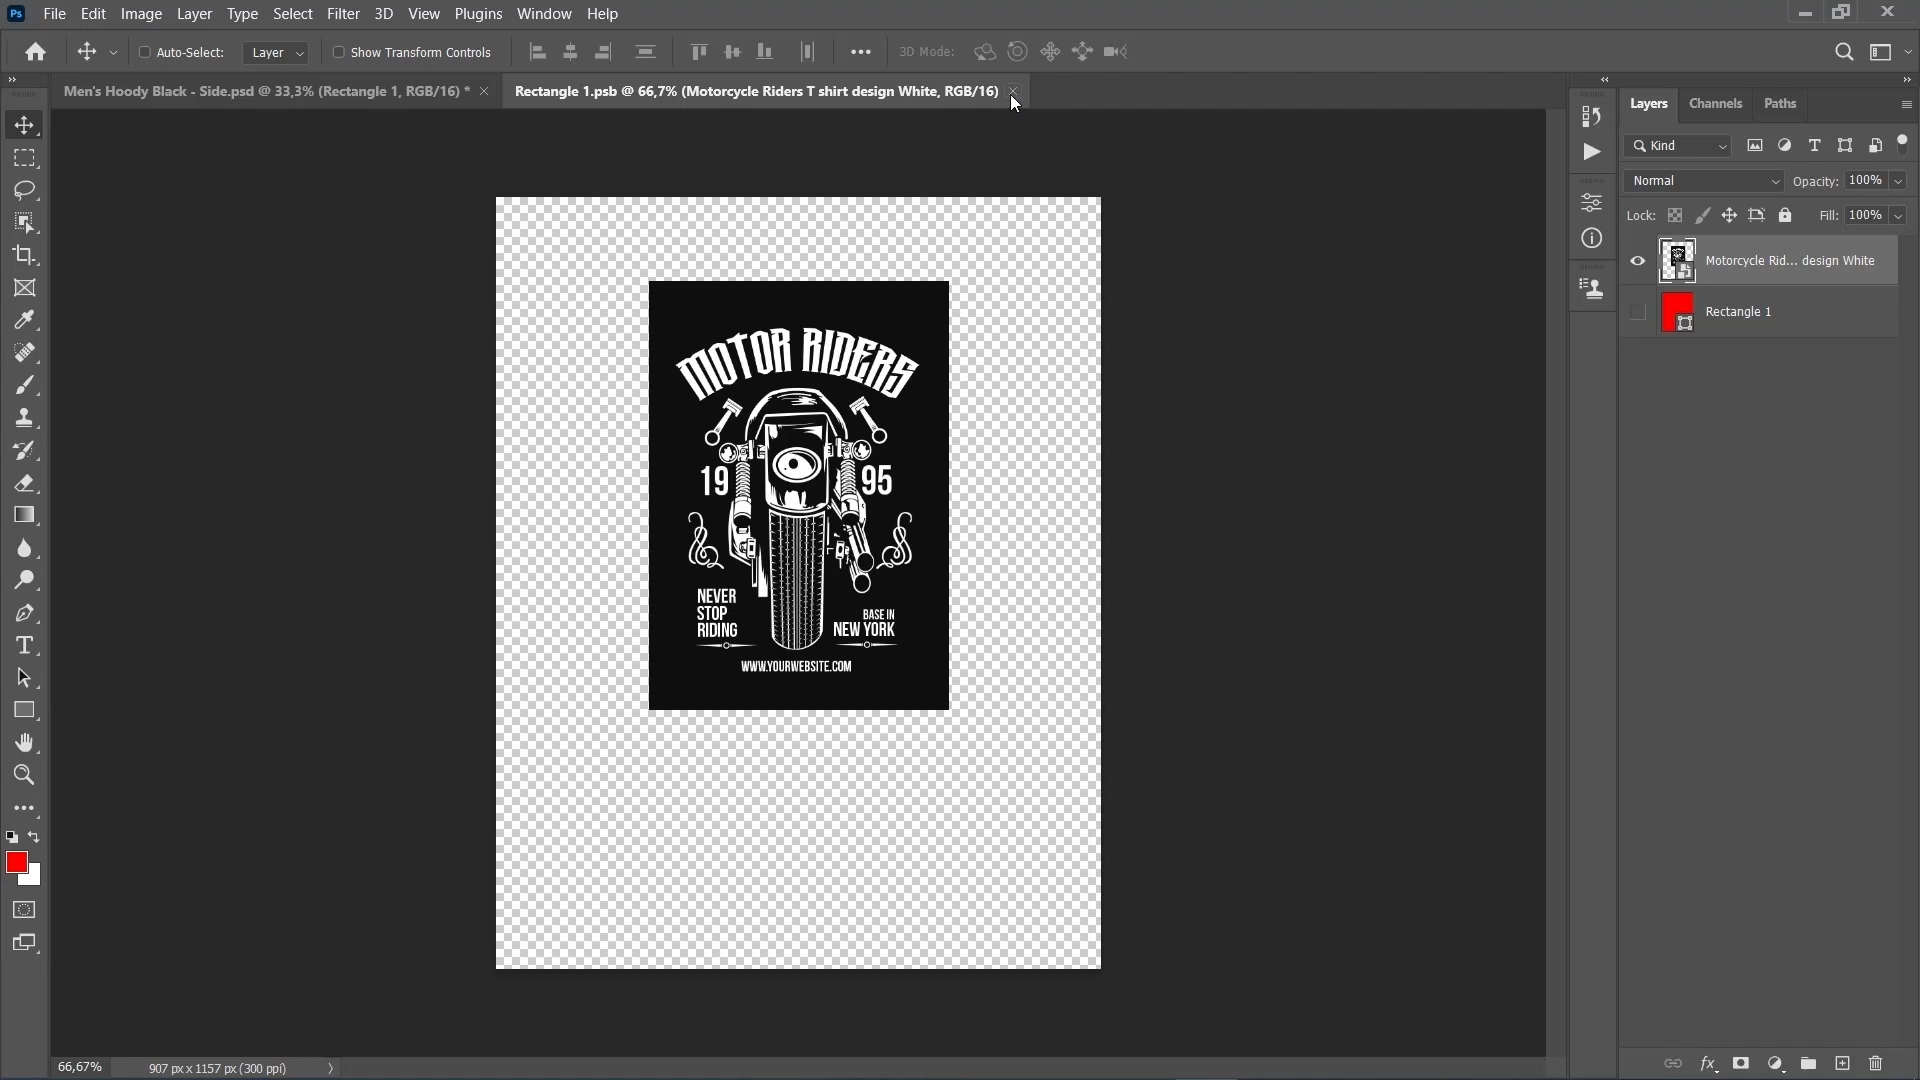 Ps File Edit Image Layer Type Select Filter 3D View Plugins Window Help
Auto-Select: Layer Show Transform Controls 3D Mode:
Men's Hoody Black - Side.psd @ 33,3% (Rectangle 1, RGB/16) * Rectangle 1.psb @ 66,7% (Motorcycle Riders T shirt design White, RGB/16)
Layers Channels Paths
Kind
Normal Opacity: 100%
Lock: Fill: 100%
Motorcycle Rid... design White
Rectangle 1
MOTOR RIDERS
19 95
NEVER
STOP
RIDING
BASE IN
NEW YORK
WWW.YOURWEBSITE.COM
66,67% 907 px x 1157 px (300 ppi)